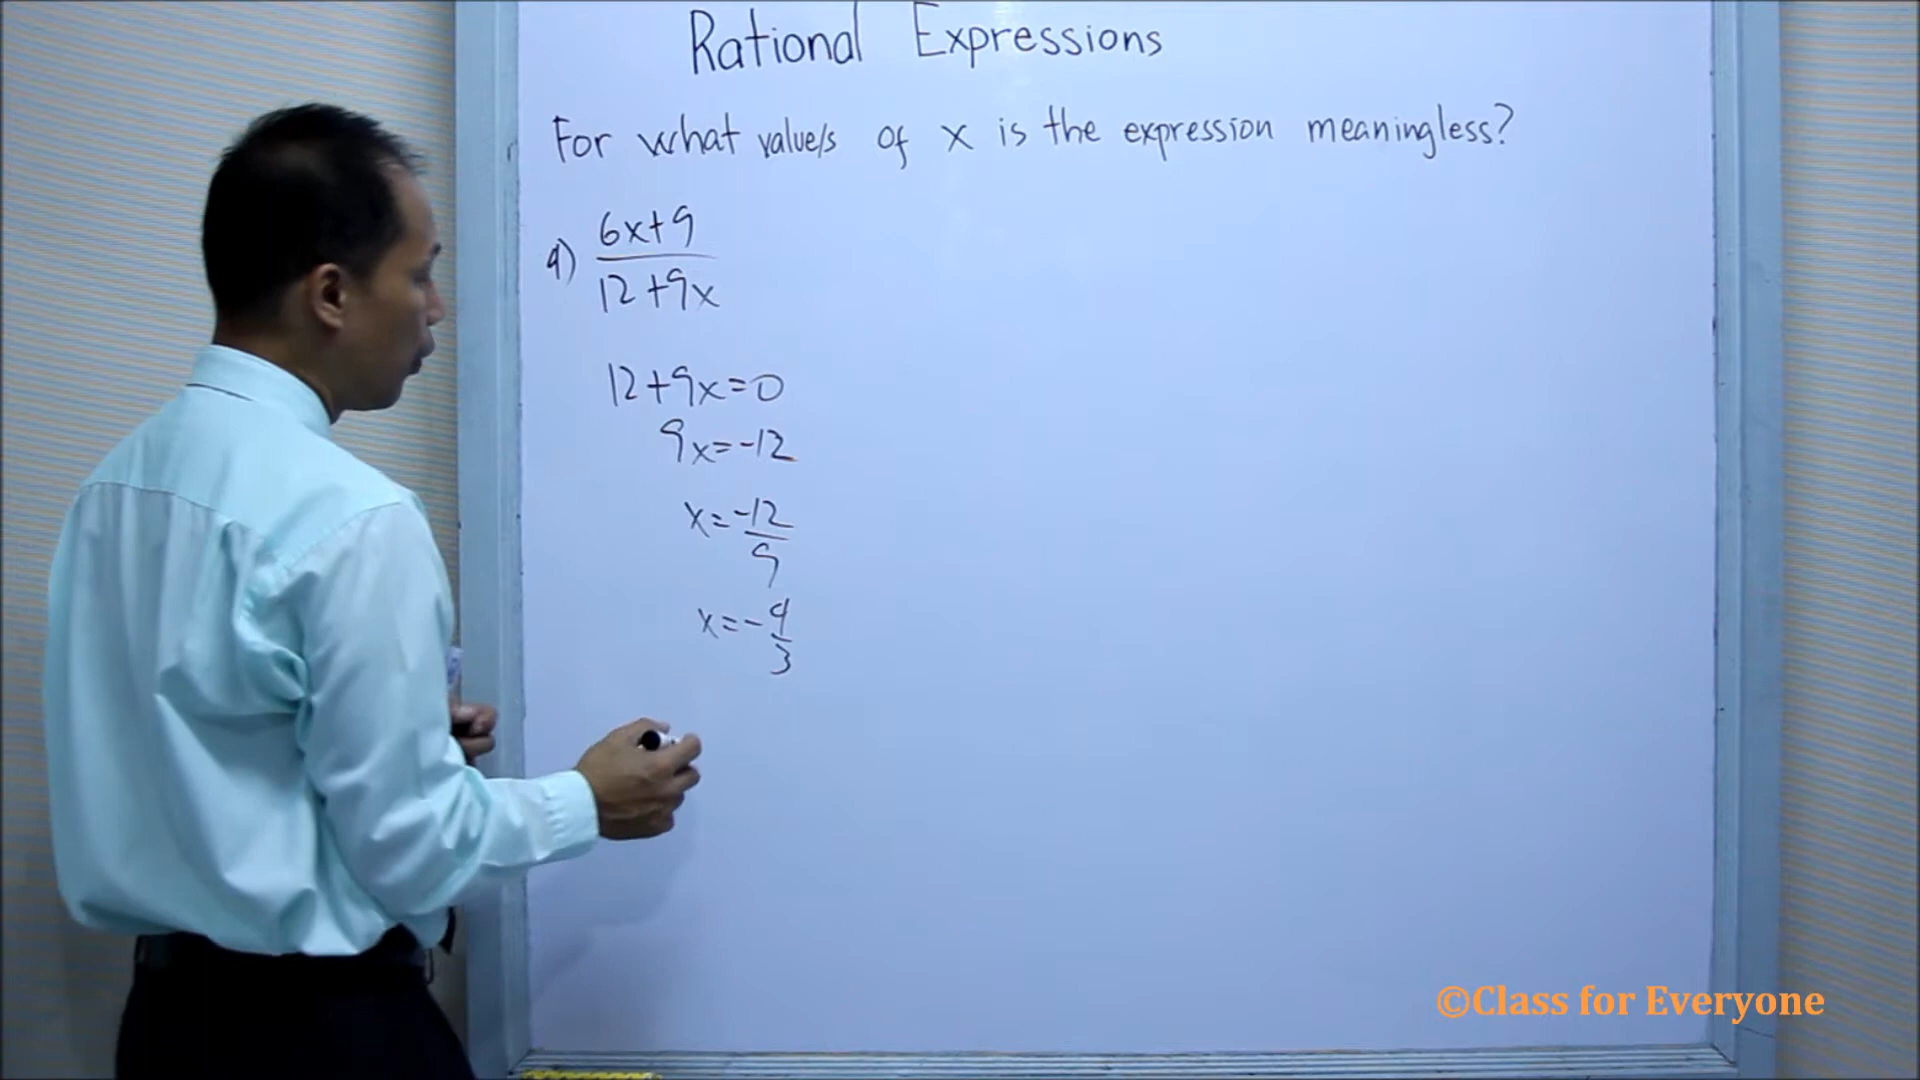 Rational Expressions
For what value/s of x is the expression meaningless?
9) 6x+9
12+9x
12+9x=0
9x=-12
x=-12
9
x=-4
3
©Class for Everyone